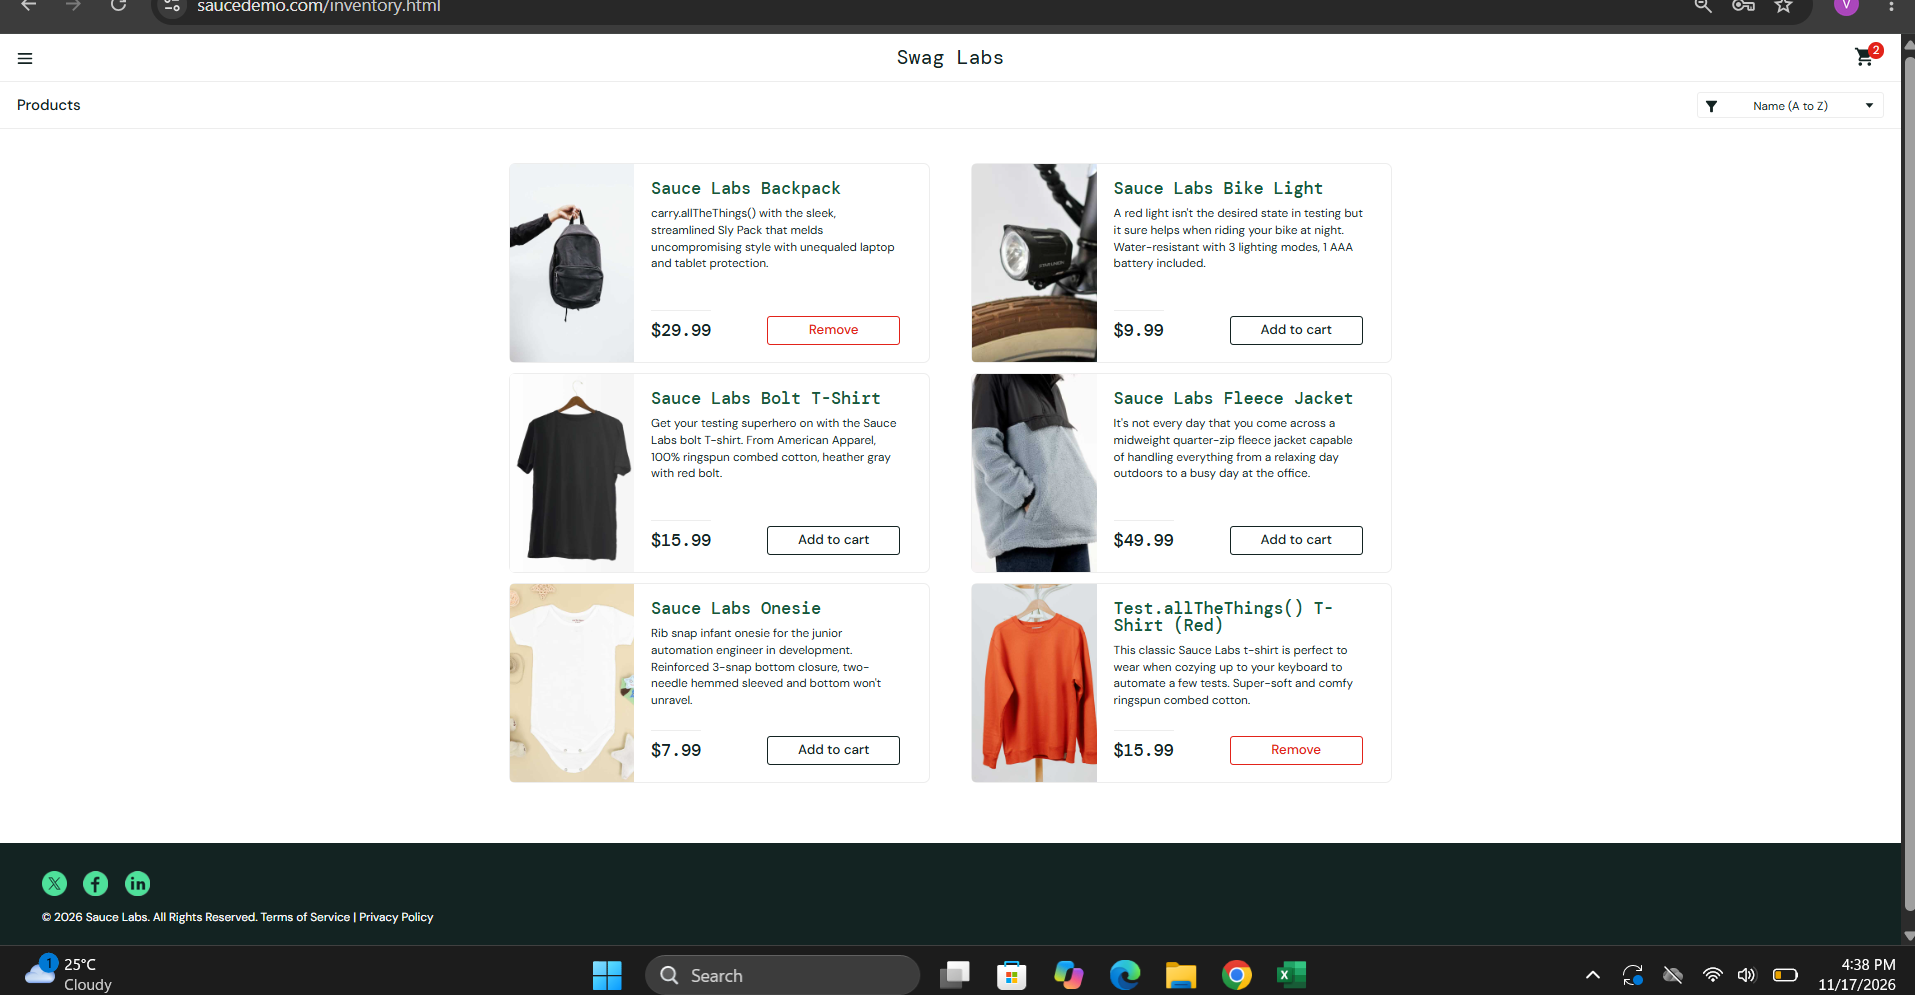 saucedemo.com/inventory.html
V
Swag Labs
2
Products
Name (A to Z)
Sauce Labs Backpack
carry.allTheThings() with the sleek,
streamlined Sly Pack that melds
uncompromising style with unequaled laptop
and tablet protection.
$29.99
Remove
Sauce Labs Bike Light
A red light isn't the desired state in testing but
it sure helps when riding your bike at night.
Water-resistant with 3 lighting modes, 1 AAA
battery included.
$9.99
Add to cart
Sauce Labs Bolt T-Shirt
Get your testing superhero on with the Sauce
Labs bolt T-shirt. From American Apparel,
100% ringspun combed cotton, heather gray
with red bolt.
$15.99
Add to cart
Sauce Labs Fleece Jacket
It's not every day that you come across a
midweight quarter-zip fleece jacket capable
of handling everything from a relaxing day
outdoors to a busy day at the office.
$49.99
Add to cart
Sauce Labs Onesie
Rib snap infant onesie for the junior
automation engineer in development.
Reinforced 3-snap bottom closure, two-
needle hemmed sleeved and bottom won't
unravel.
$7.99
Add to cart
Test.allTheThings() T-
Shirt (Red)
This classic Sauce Labs t-shirt is perfect to
wear when cozying up to your keyboard to
automate a few tests. Super-soft and comfy
ringspun combed cotton.
$15.99
Remove
© 2026 Sauce Labs. All Rights Reserved. Terms of Service | Privacy Policy
1
25°C
Cloudy
Search
4:38 PM
11/17/2026